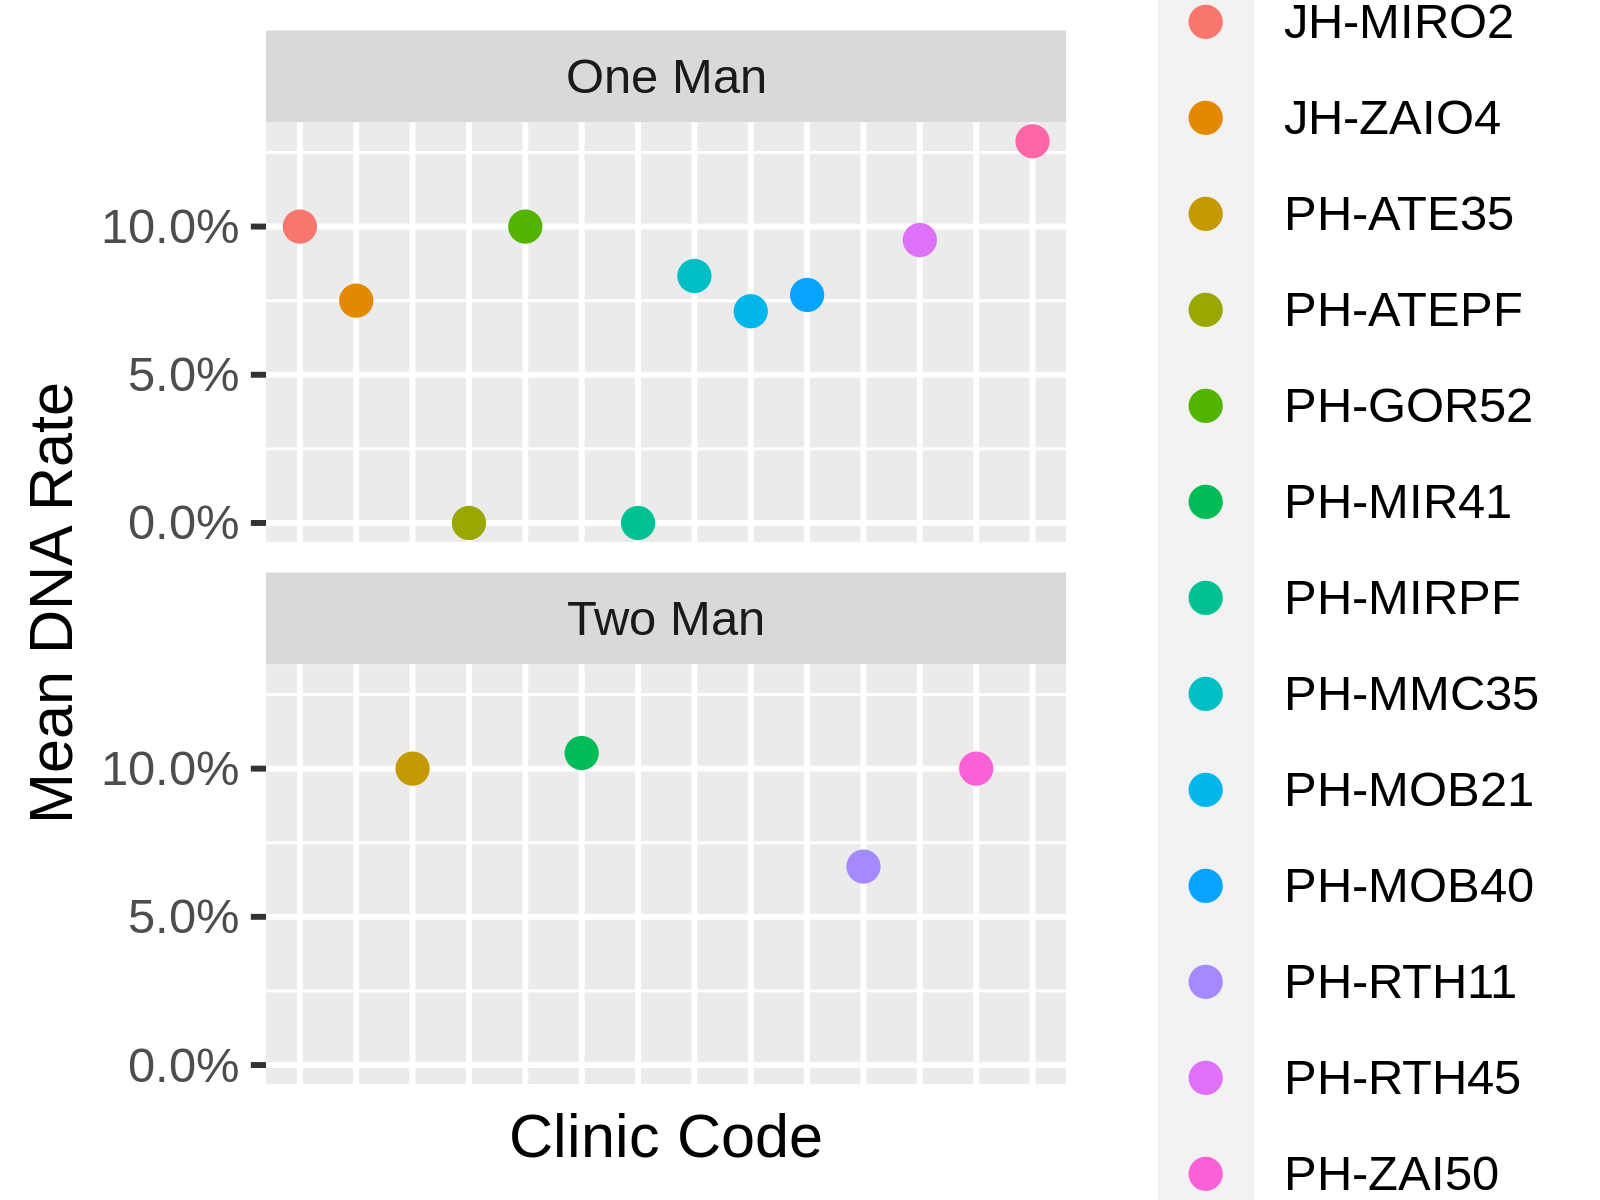 One Man
10.0%
5.0%
0.0%
Two Man
10.0%
5.0%
0.0%
Mean DNA Rate
Clinic Code
JH-MIRO2
JH-ZAIO4
PH-ATE35
PH-ATEPF
PH-GOR52
PH-MIR41
PH-MIRPF
PH-MMC35
PH-MOB21
PH-MOB40
PH-RTH11
PH-RTH45
PH-ZAI50